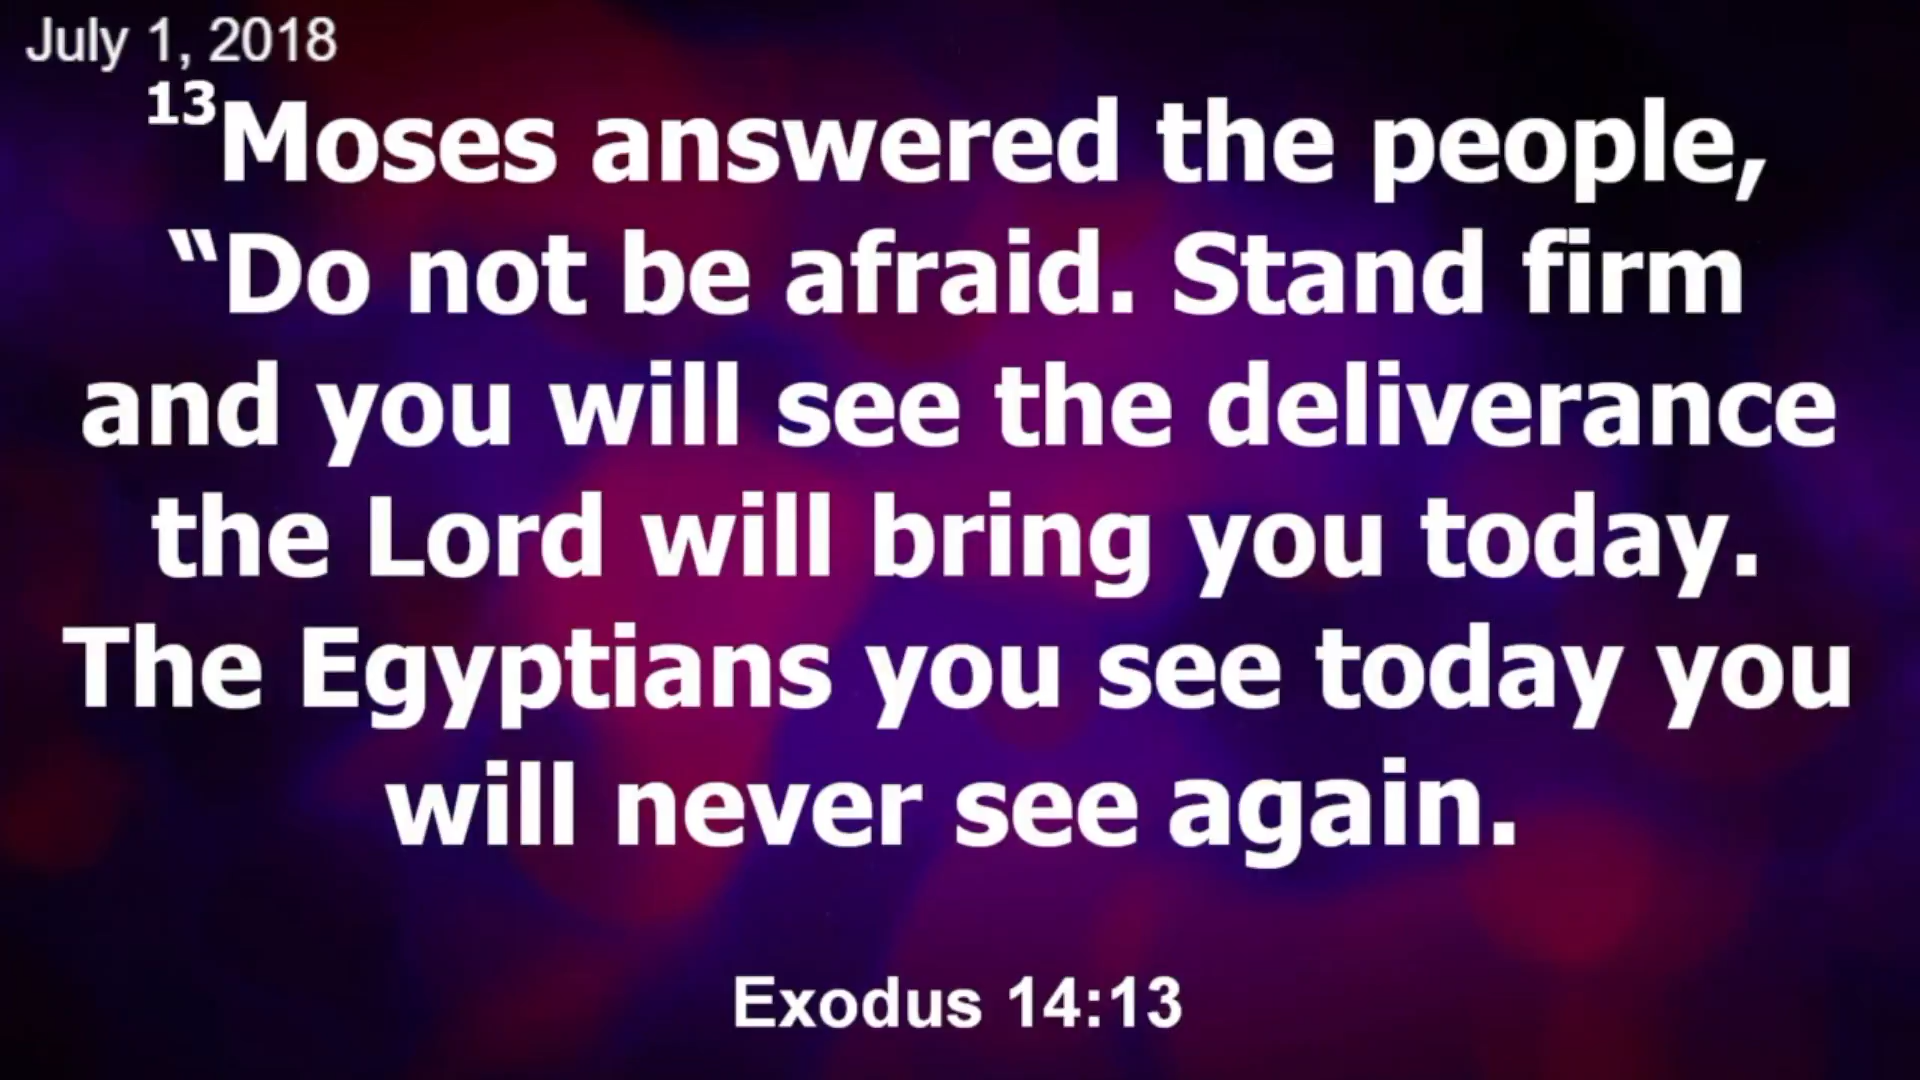 July 1, 2018
13Moses answered the people,
“Do not be afraid. Stand firm
and you will see the deliverance
the Lord will bring you today.
The Egyptians you see today you
will never see again.
Exodus 14:13